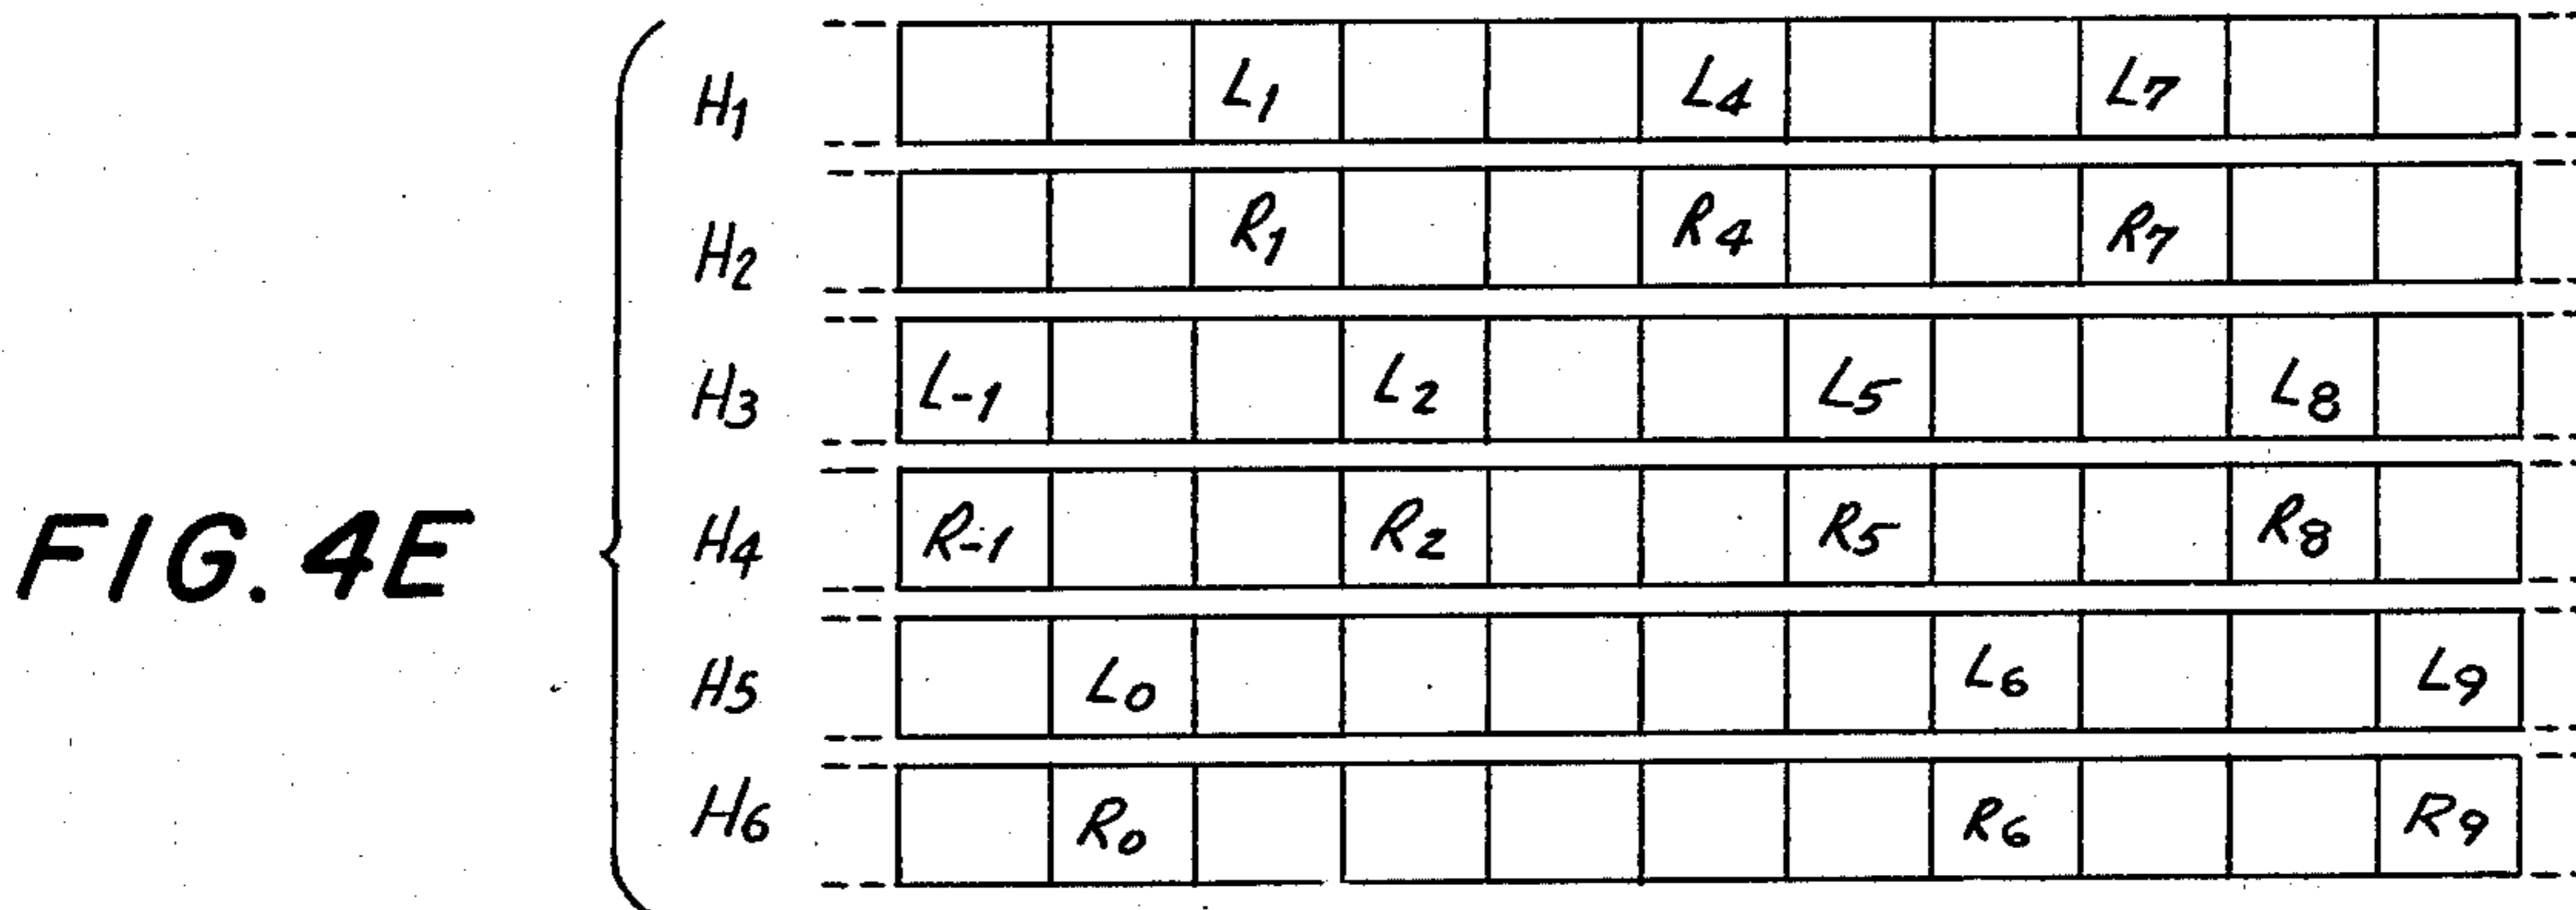 H1 L1 L4 L7
H2 R1 R4 R7
H3 L-1 L2 L5 L8
H4 R-1 R2 R5 R8
H5 L0 L6 L9
H6 R0 R6 R9
FIG. 4E